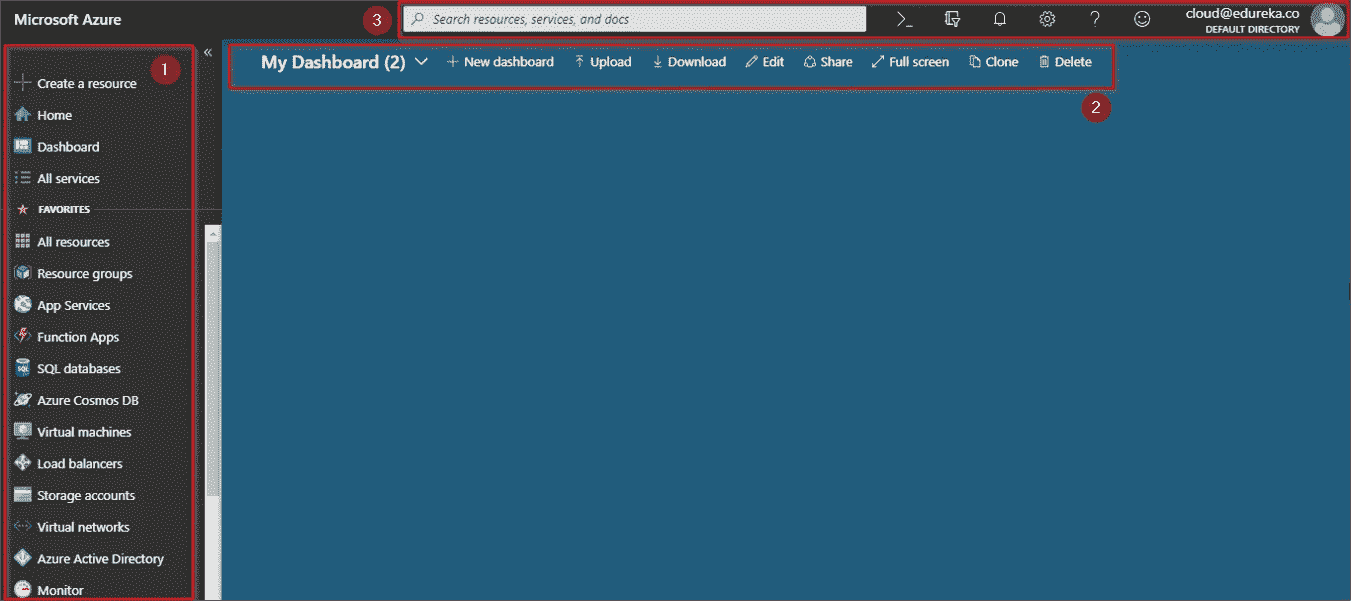 Microsoft Azure
3
Search resources, services, and docs
cloud@edureka.co
DEFAULT DIRECTORY
1
My Dashboard (2) + New dashboard Upload Download Edit Share Full screen Clone Delete
2
Create a resource
Home
Dashboard
All services
FAVORITES
All resources
Resource groups
App Services
Function Apps
SQL databases
Azure Cosmos DB
Virtual machines
Load balancers
Storage accounts
Virtual networks
Azure Active Directory
Monitor